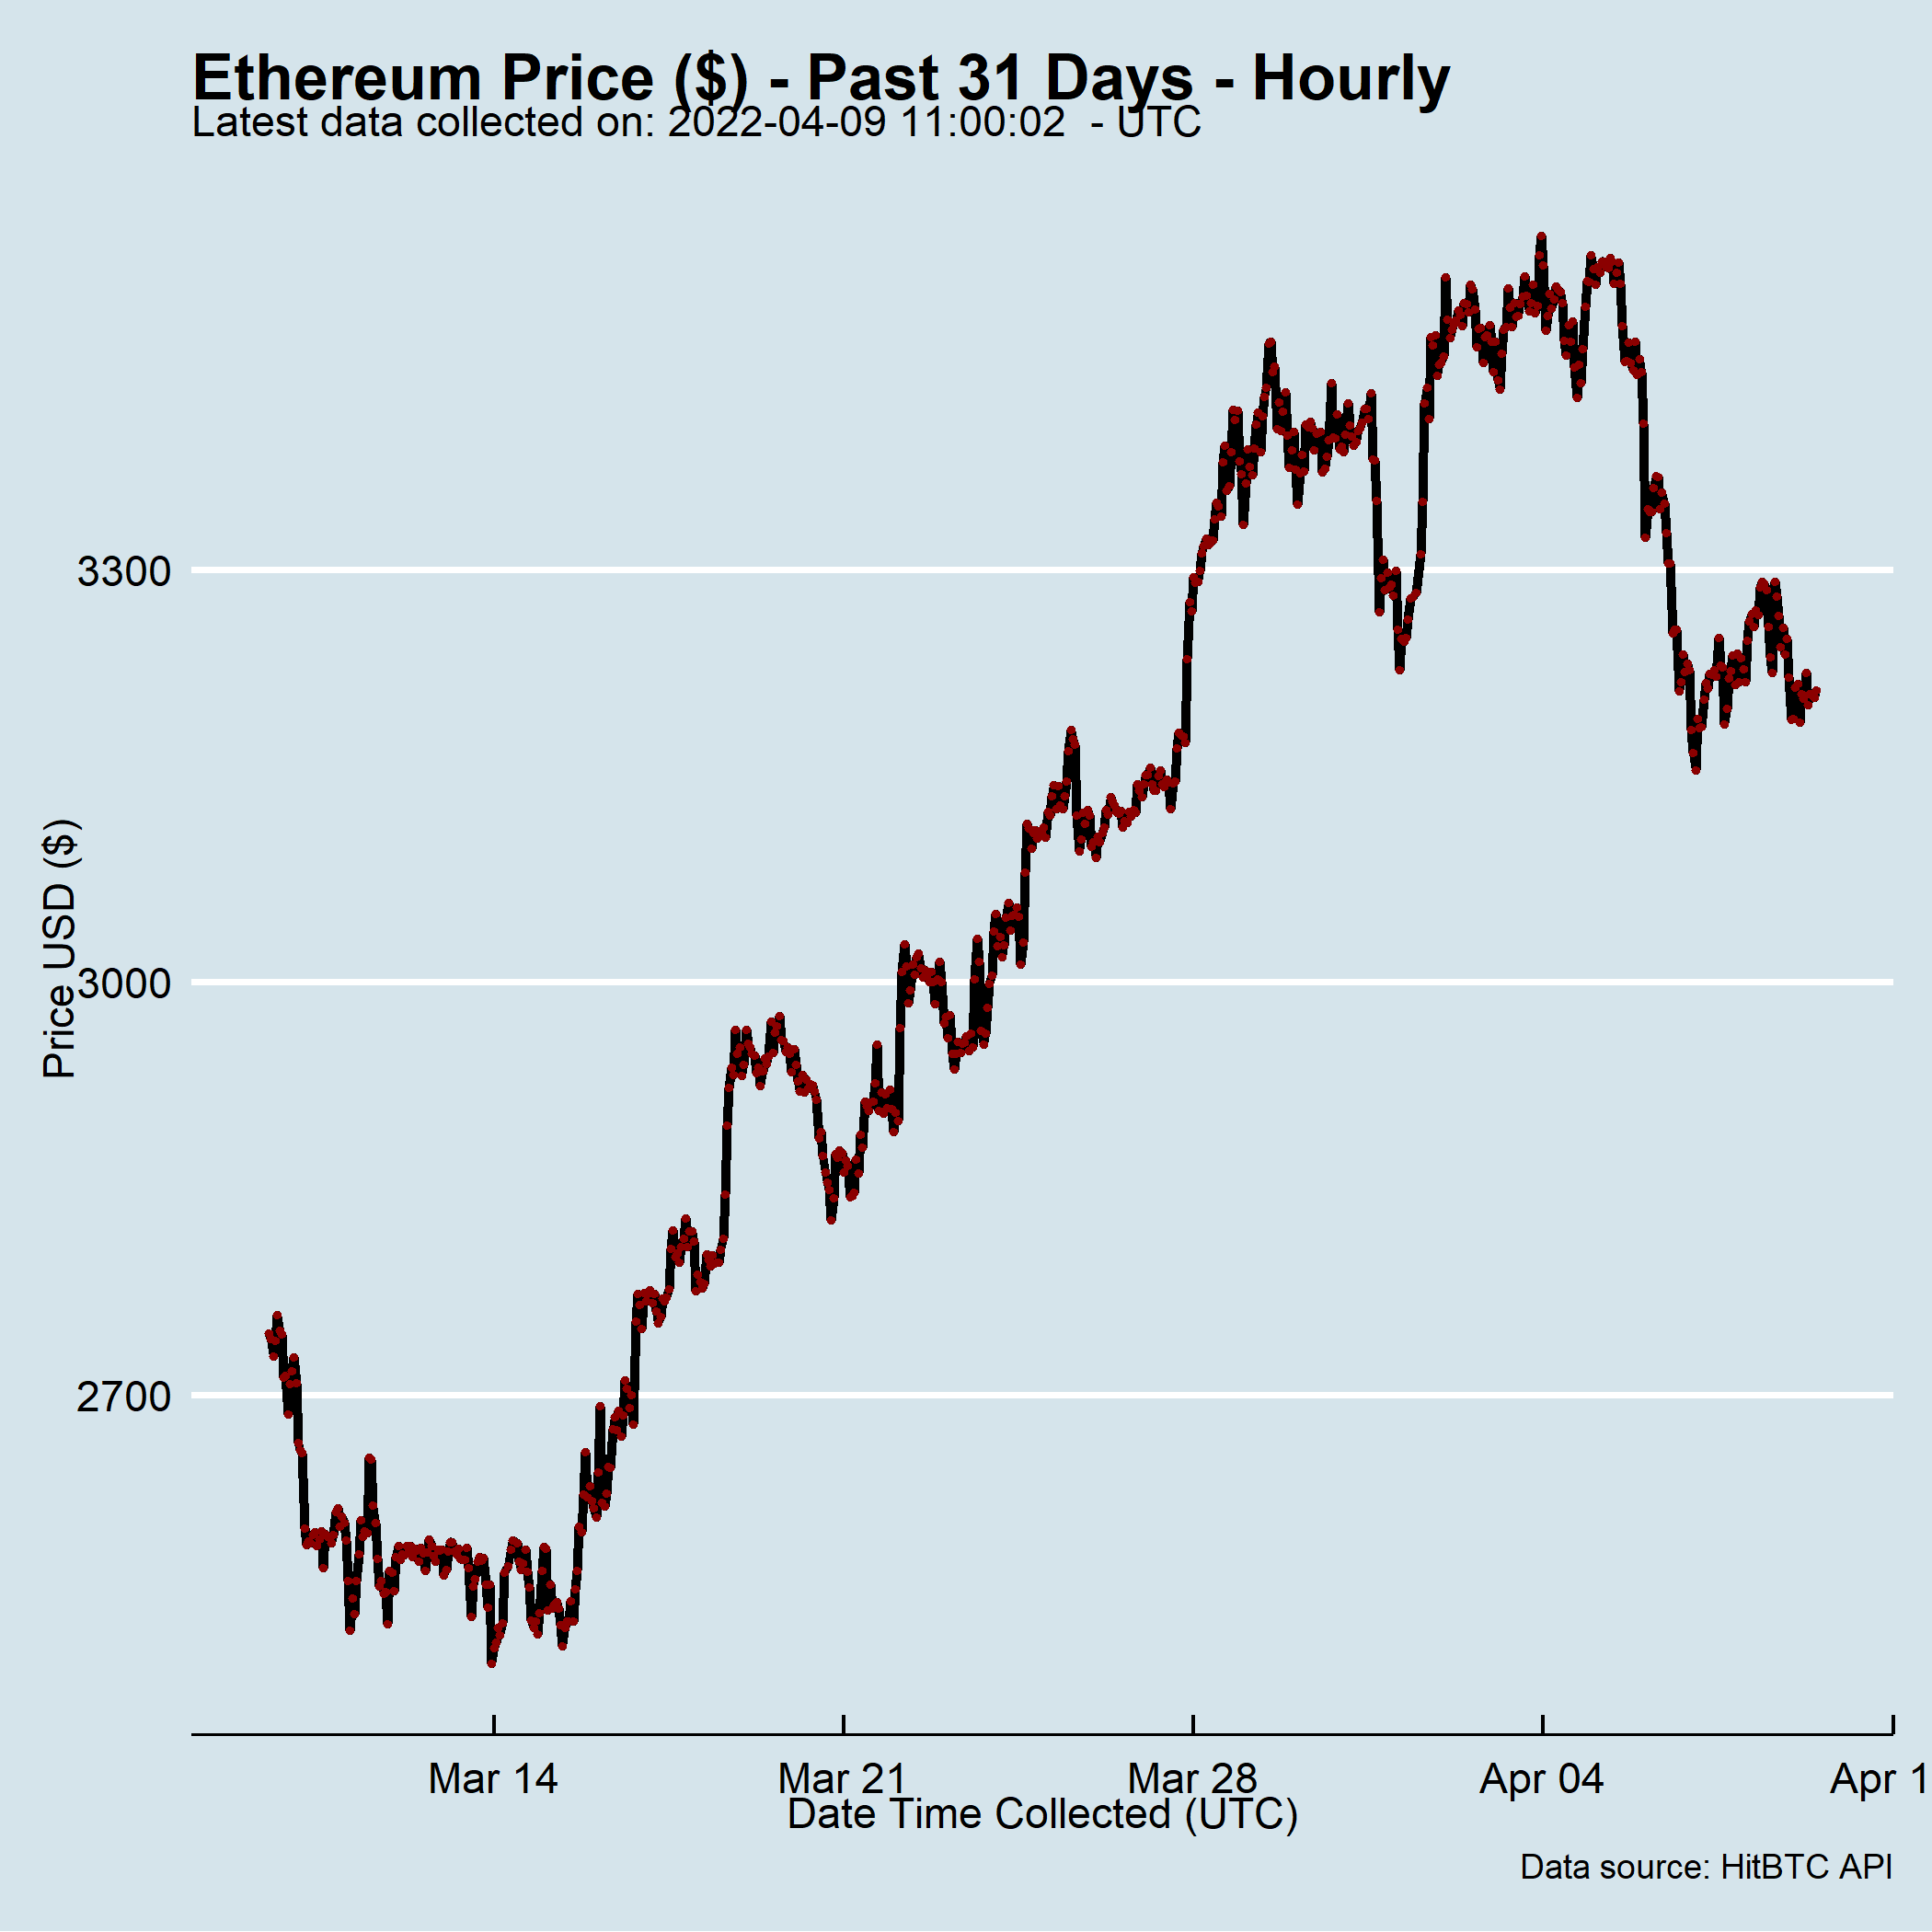 Ethereum Price ($) - Past 31 Days - Hourly
Latest data collected on: 2022-04-09 11:00:02 - UTC
Price USD ($)
3300
3000
2700
Mar 14
Mar 21
Mar 28
Apr 04
Apr 1
Date Time Collected (UTC)
Data source: HitBTC API